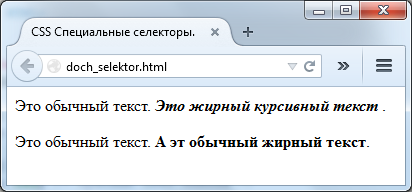 CSS Специальные селекторы.
doch_selektor.html
Это обычный текст. Это жирный курсивный текст .
Это обычный текст. А эт обычный жирный текст.